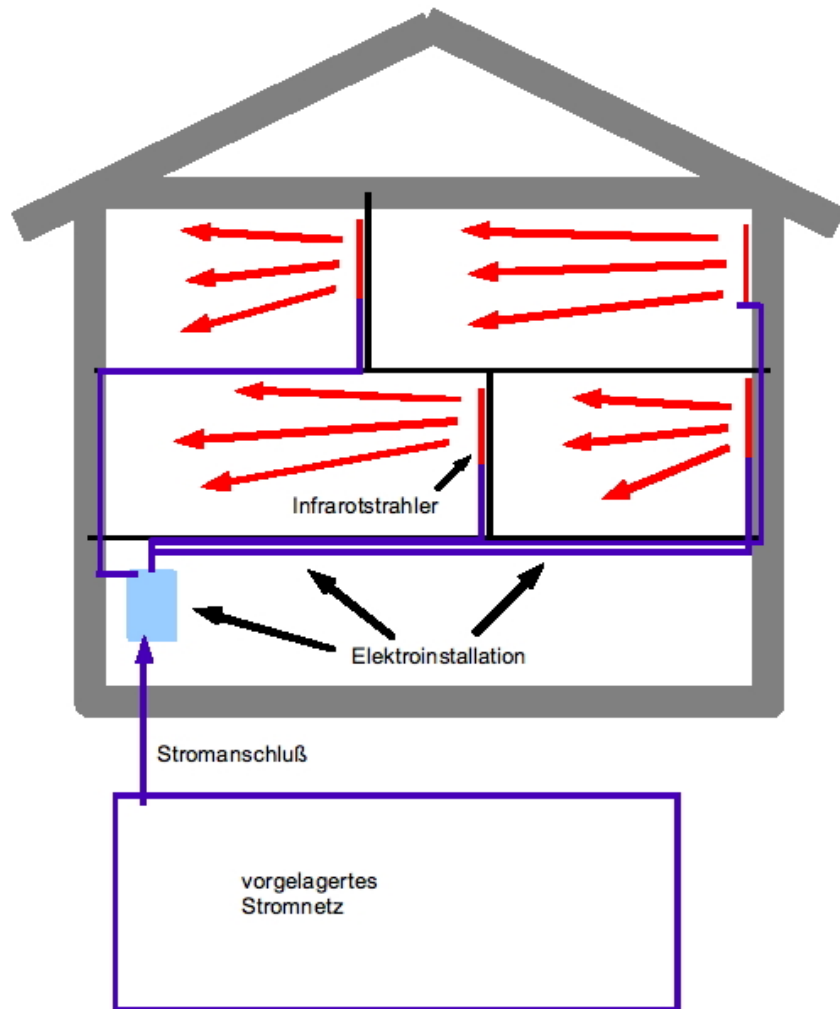 Infrarotstrahler
Elektroinstallation
Stromanschluß
vorgelagertes
Stromnetz